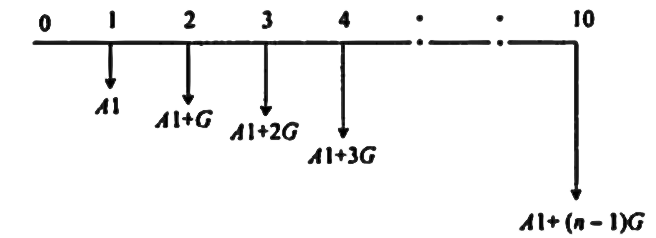 0 1 2 3 4 . . 10
A1
A1+G
A1+2G
A1+3G
A1+(n – 1)G